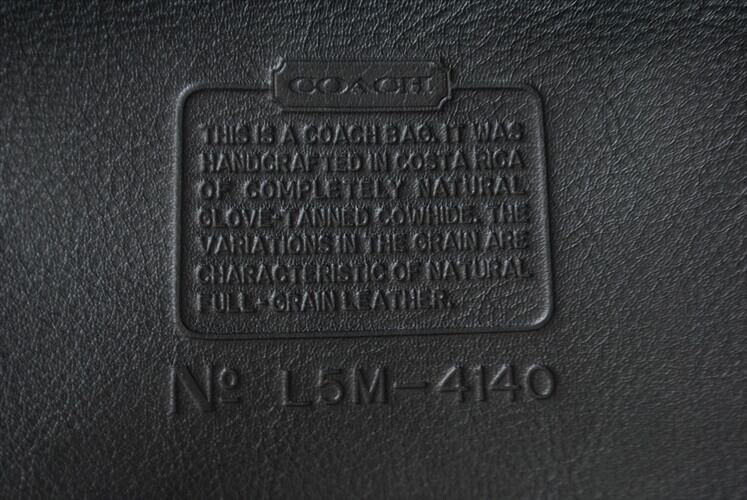 COACH
THIS IS A COACH BAG. IT WAS
HANDCRAFTED IN COSTA RICA
OF COMPLETELY NATURAL
GLOVE-TANNED COWHIDE. THE
VARIATIONS IN THE GRAIN ARE
CHARACTERISTIC OF NATURAL
FULL-GRAIN LEATHER.
Nº L5M-4140